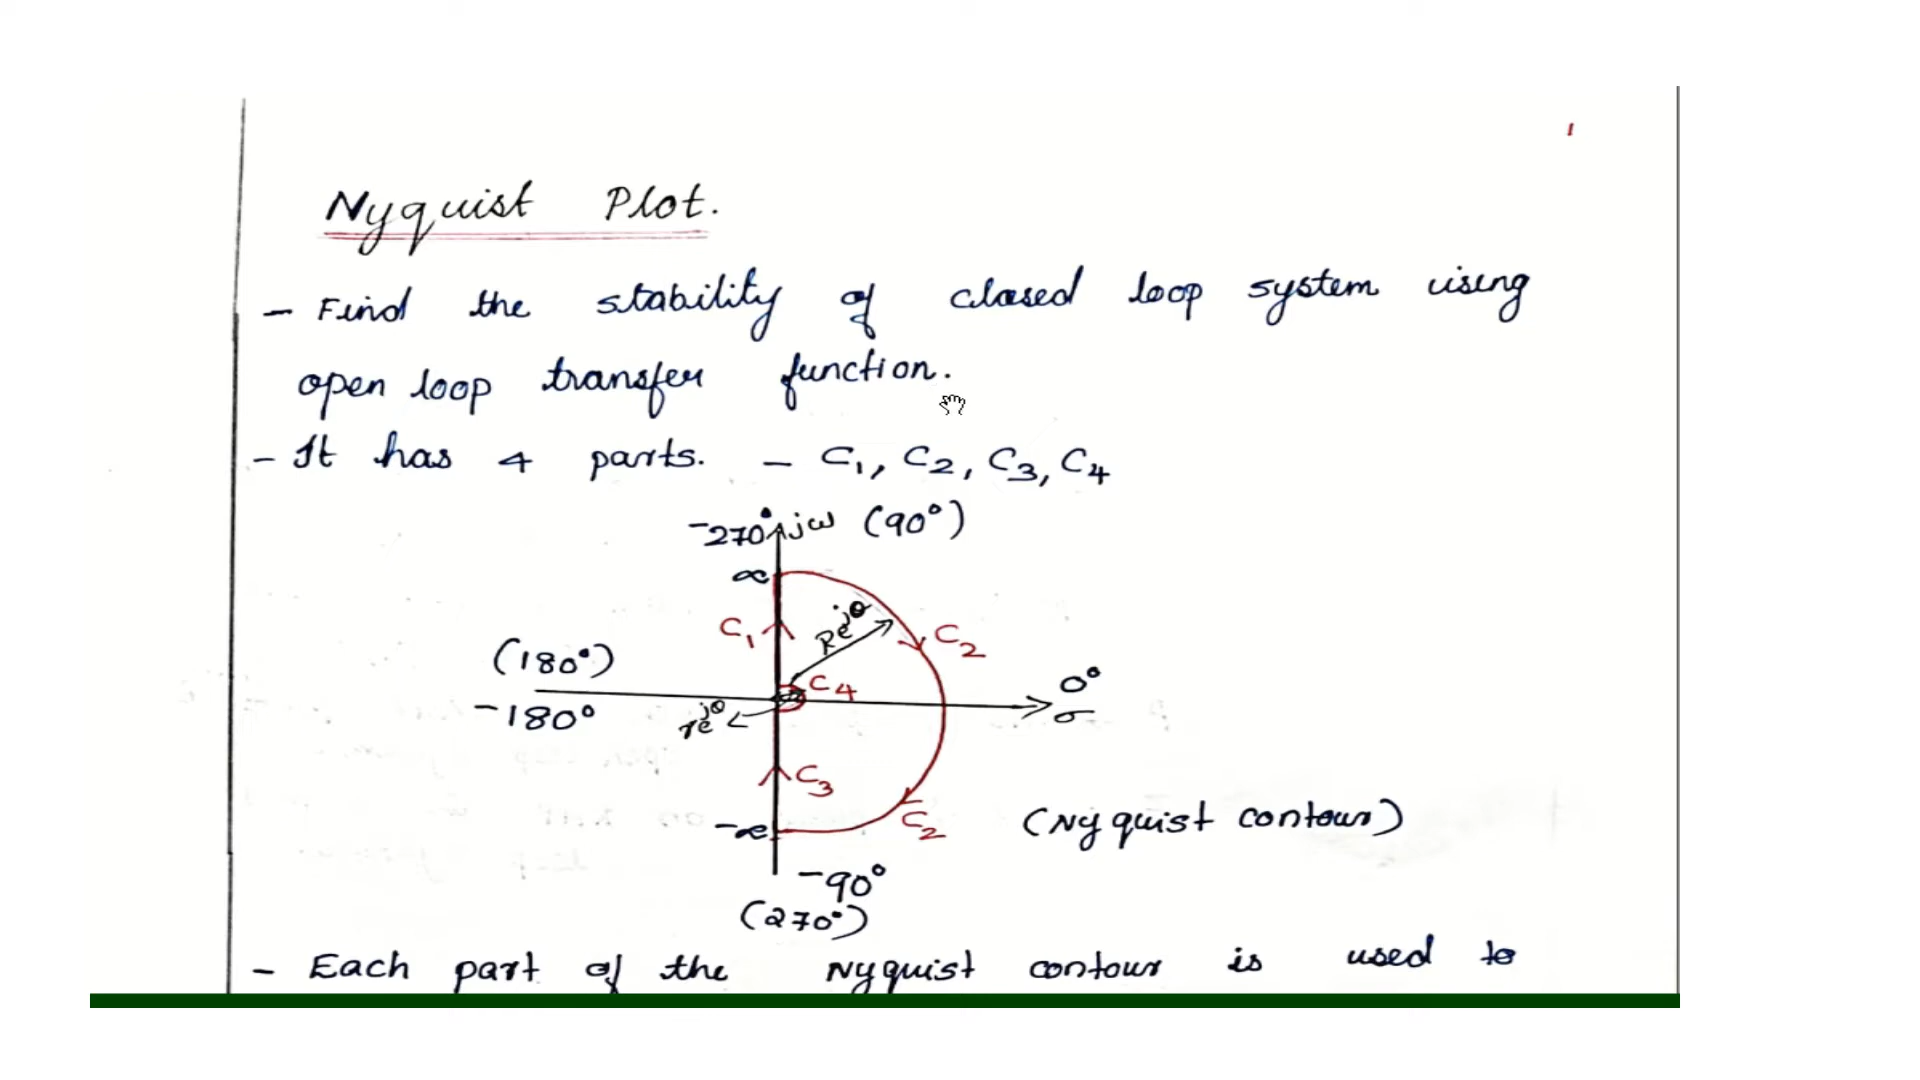 1
Nyquist Plot.
- Find the stability of closed loop system using
open loop transfer function.
- It has 4 parts. - C1, C2, C3, C4
-270° jω (90°)
∞
C1
Re^jθ
C2
(180°)
C4
0°
-180°
re^jθ
σ
C3
-∞
C2
(Nyquist contour)
-90°
(270°)
- Each part of the Nyquist contour is used to